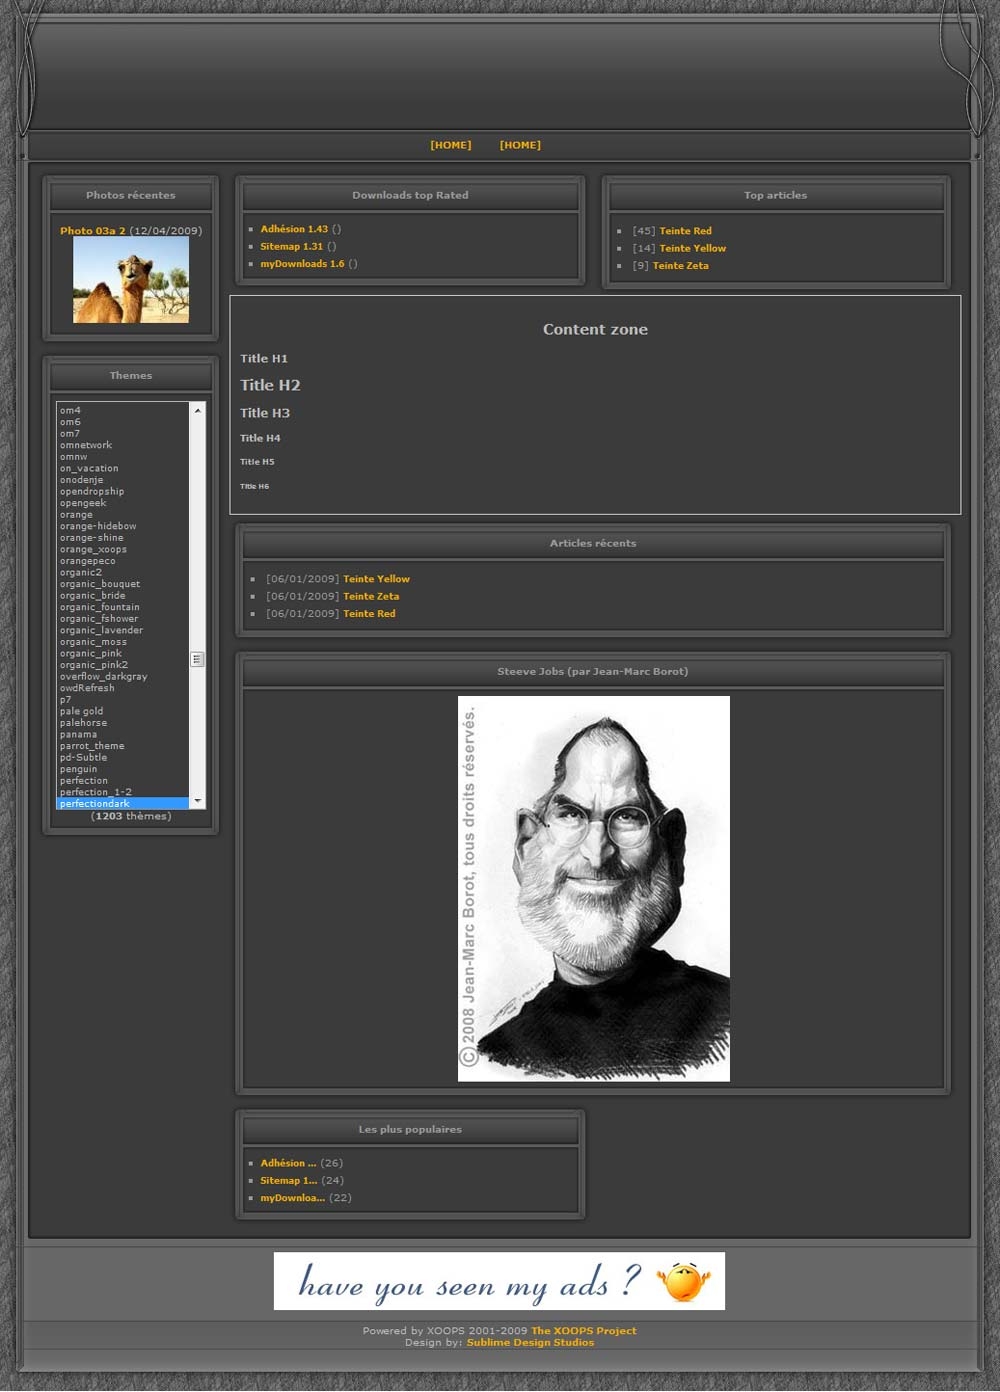 [HOME] [HOME]
Photos récentes
Photo 03a 2 (12/04/2009)
Themes
om4
om6
om7
omnetwork
omnw
on_vacation
onodenje
opendropship
opengeek
orange
orange-hidebow
orange-shine
orange_xoops
orangepeco
organic2
organic_bouquet
organic_bride
organic_fountain
organic_fshower
organic_lavender
organic_moss
organic_pink
organic_pink2
overflow_darkgray
owdRefresh
p7
pale gold
palehorse
panama
parrot_theme
pd-Subtle
penguin
perfection
perfection_1-2
perfectiondark
(1203 thèmes)
Downloads top Rated
Adhésion 1.43 ()
Sitemap 1.31 ()
myDownloads 1.6 ()
Top articles
[45] Teinte Red
[14] Teinte Yellow
[9] Teinte Zeta
Content zone
Title H1
Title H2
Title H3
Title H4
Title H5
Title H6
Articles récents
[06/01/2009] Teinte Yellow
[06/01/2009] Teinte Zeta
[06/01/2009] Teinte Red
Steeve Jobs (par Jean-Marc Borot)
© 2008 Jean-Marc Borot, tous droits réservés.
Les plus populaires
Adhésion ... (26)
Sitemap 1... (24)
myDownloa... (22)
have you seen my ads ?
Powered by XOOPS 2001-2009 The XOOPS Project
Design by: Sublime Design Studios